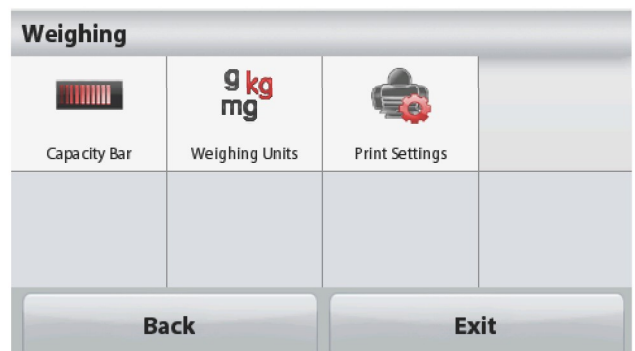 Weighing
g kg
mg
Capacity Bar
Weighing Units
Print Settings
Back
Exit